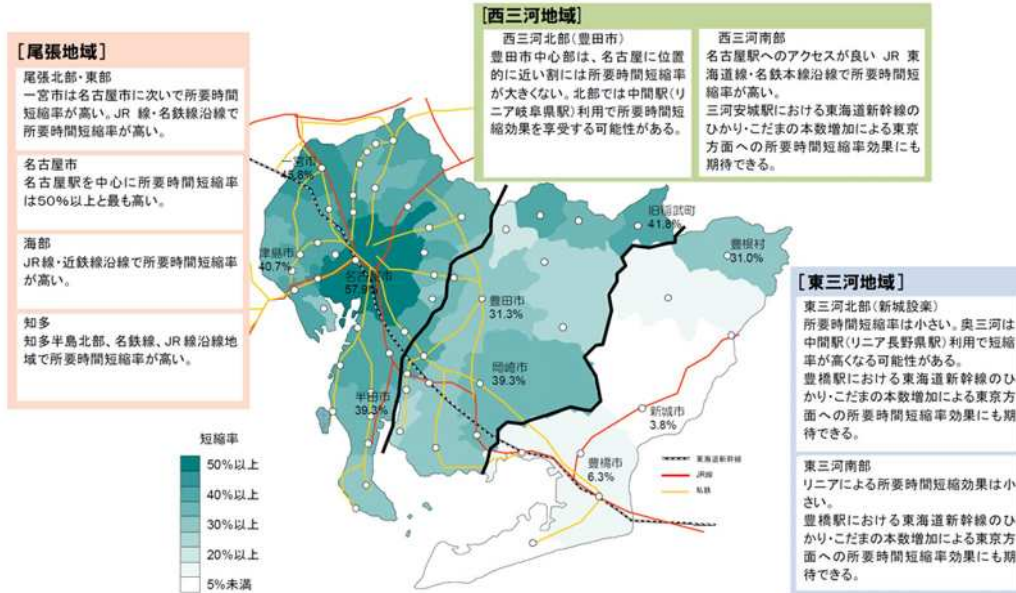 [尾張地域]
尾張北部・東部
一宮市は名古屋市に次いで所要時間
短縮率が高い。JR 線・名鉄線沿線で
所要時間短縮率が高い。
名古屋市
名古屋駅を中心に所要時間短縮率
は50%以上と最も高い。
海部
JR線・近鉄線沿線で所要時間短縮率
が高い。
知多
知多半島北部、名鉄線、JR線沿線地
域で所要時間短縮率が高い。
[西三河地域]
西三河北部(豊田市)
豊田市中心部は、名古屋に位置
的に近い割には所要時間短縮率
が大きくない。北部では中間駅(リ
ニア岐阜県駅)利用で所要時間短
縮効果を享受する可能性がある。
西三河南部
名古屋駅へのアクセスが良い JR 東
海道線・名鉄本線沿線で所要時間短
縮率が高い。
三河安城駅における東海道新幹線の
ひかり・こだまの本数増加による東京
方面への所要時間短縮率効果にも
期待できる。
[東三河地域]
東三河北部(新城設楽)
所要時間短縮率は小さい。奥三河は
中間駅(リニア長野県駅)利用で短縮
率が高くなる可能性がある。
豊橋駅における東海道新幹線のひ
かり・こだまの本数増加による東京方
面への所要時間短縮率効果にも期
待できる。
東三河南部
リニアによる所要時間短縮効果は小
さい。
豊橋駅における東海道新幹線のひ
かり・こだまの本数増加による東京方
面への所要時間短縮率効果にも期
待できる。
一宮市
45.8%
津島市
40.7%
名古屋市
57.9%
旧稲武町
41.8%
豊根村
31.0%
豊田市
31.3%
岡崎市
39.3%
半田市
39.3%
新城市
3.8%
豊橋市
6.3%
東海道新幹線
JR線
私鉄
短縮率
50%以上
40%以上
30%以上
20%以上
5%未満